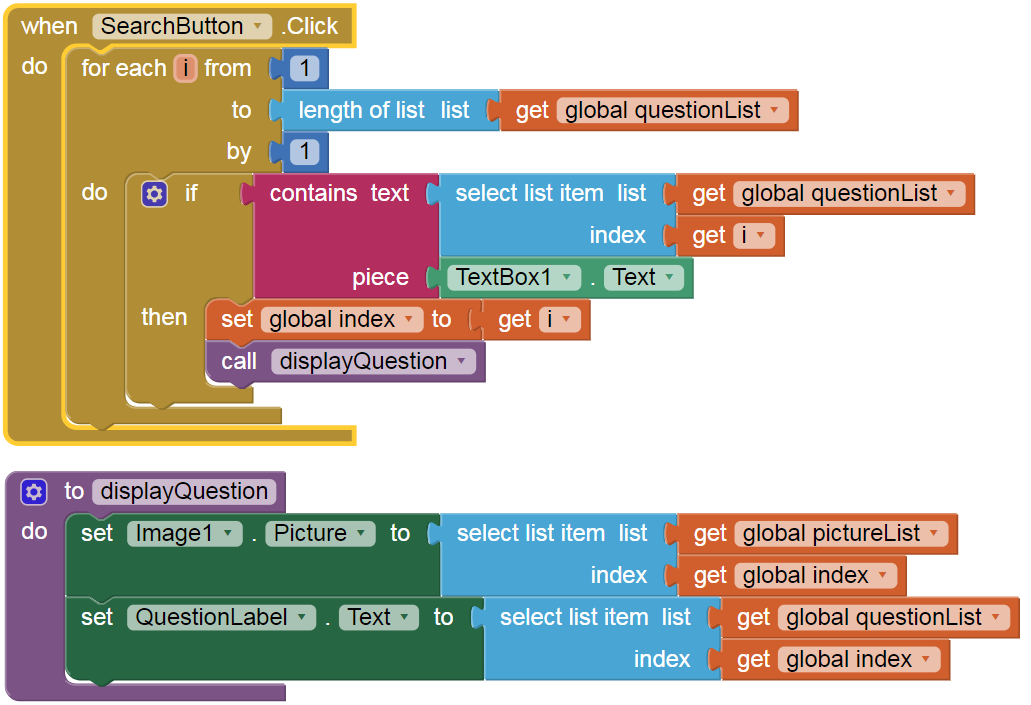 when SearchButton .Click
do for each i from 1
to length of list list get global questionList
by 1
do if contains text select list item list get global questionList
index get i
piece TextBox1 . Text
then set global index to get i
call displayQuestion
to displayQuestion
do set Image1 . Picture to select list item list get global pictureList
index get global index
set QuestionLabel . Text to select list item list get global questionList
index get global index